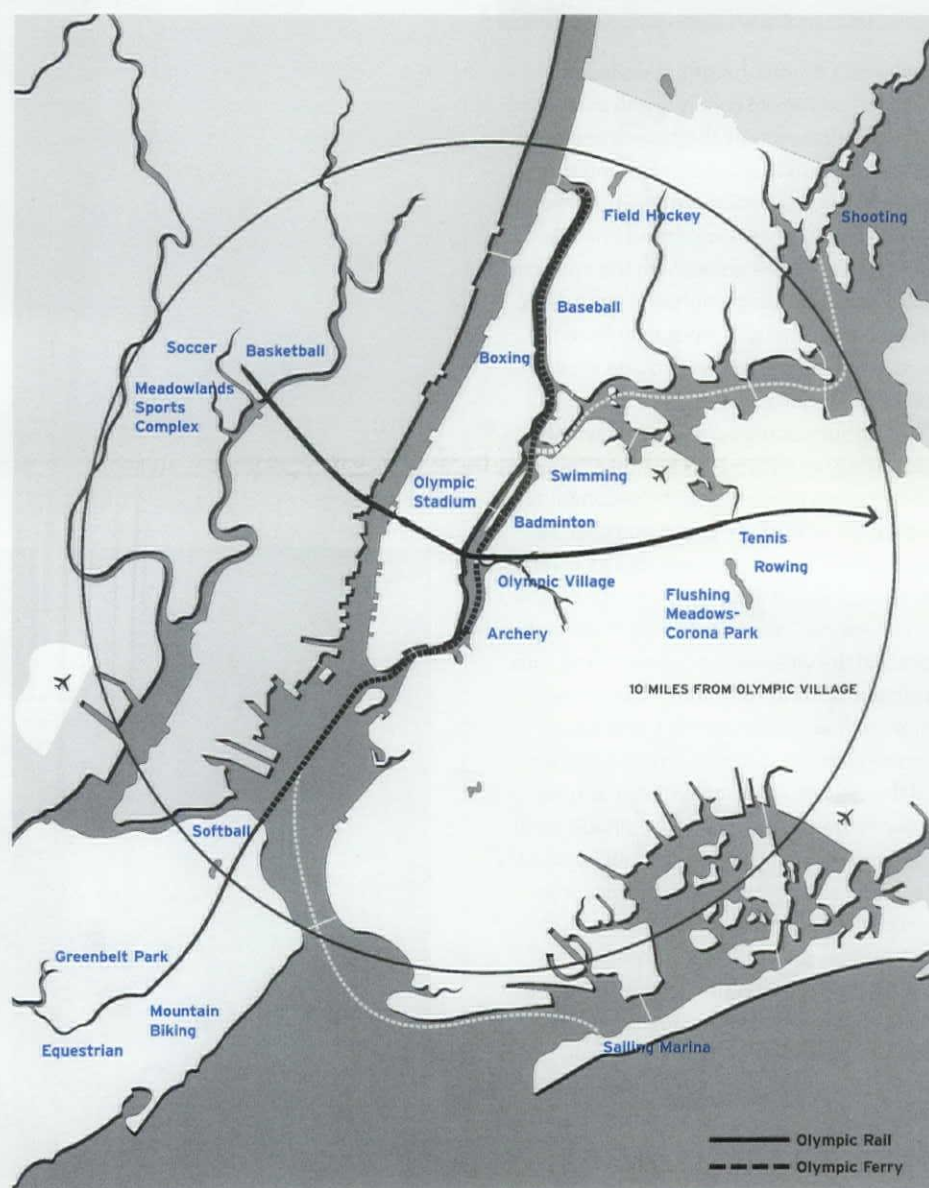 Field Hockey
Shooting
Baseball
Soccer
Basketball
Boxing
Meadowlands
Sports
Complex
Olympic
Stadium
Swimming
Badminton
Tennis
Olympic Village
Rowing
Flushing
Meadows-
Corona Park
Archery
10 MILES FROM OLYMPIC VILLAGE
Softball
Greenbelt Park
Mountain
Biking
Equestrian
Sailing Marina
Olympic Rail
Olympic Ferry